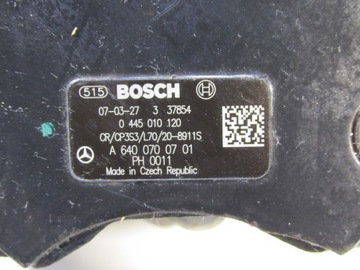 515 BOSCH
07-03-27 3 37854
0 445 010 120
CR/CP3S3/L70/20-8911S
A 640 070 07 01
PH 0011
Made in Czech Republic